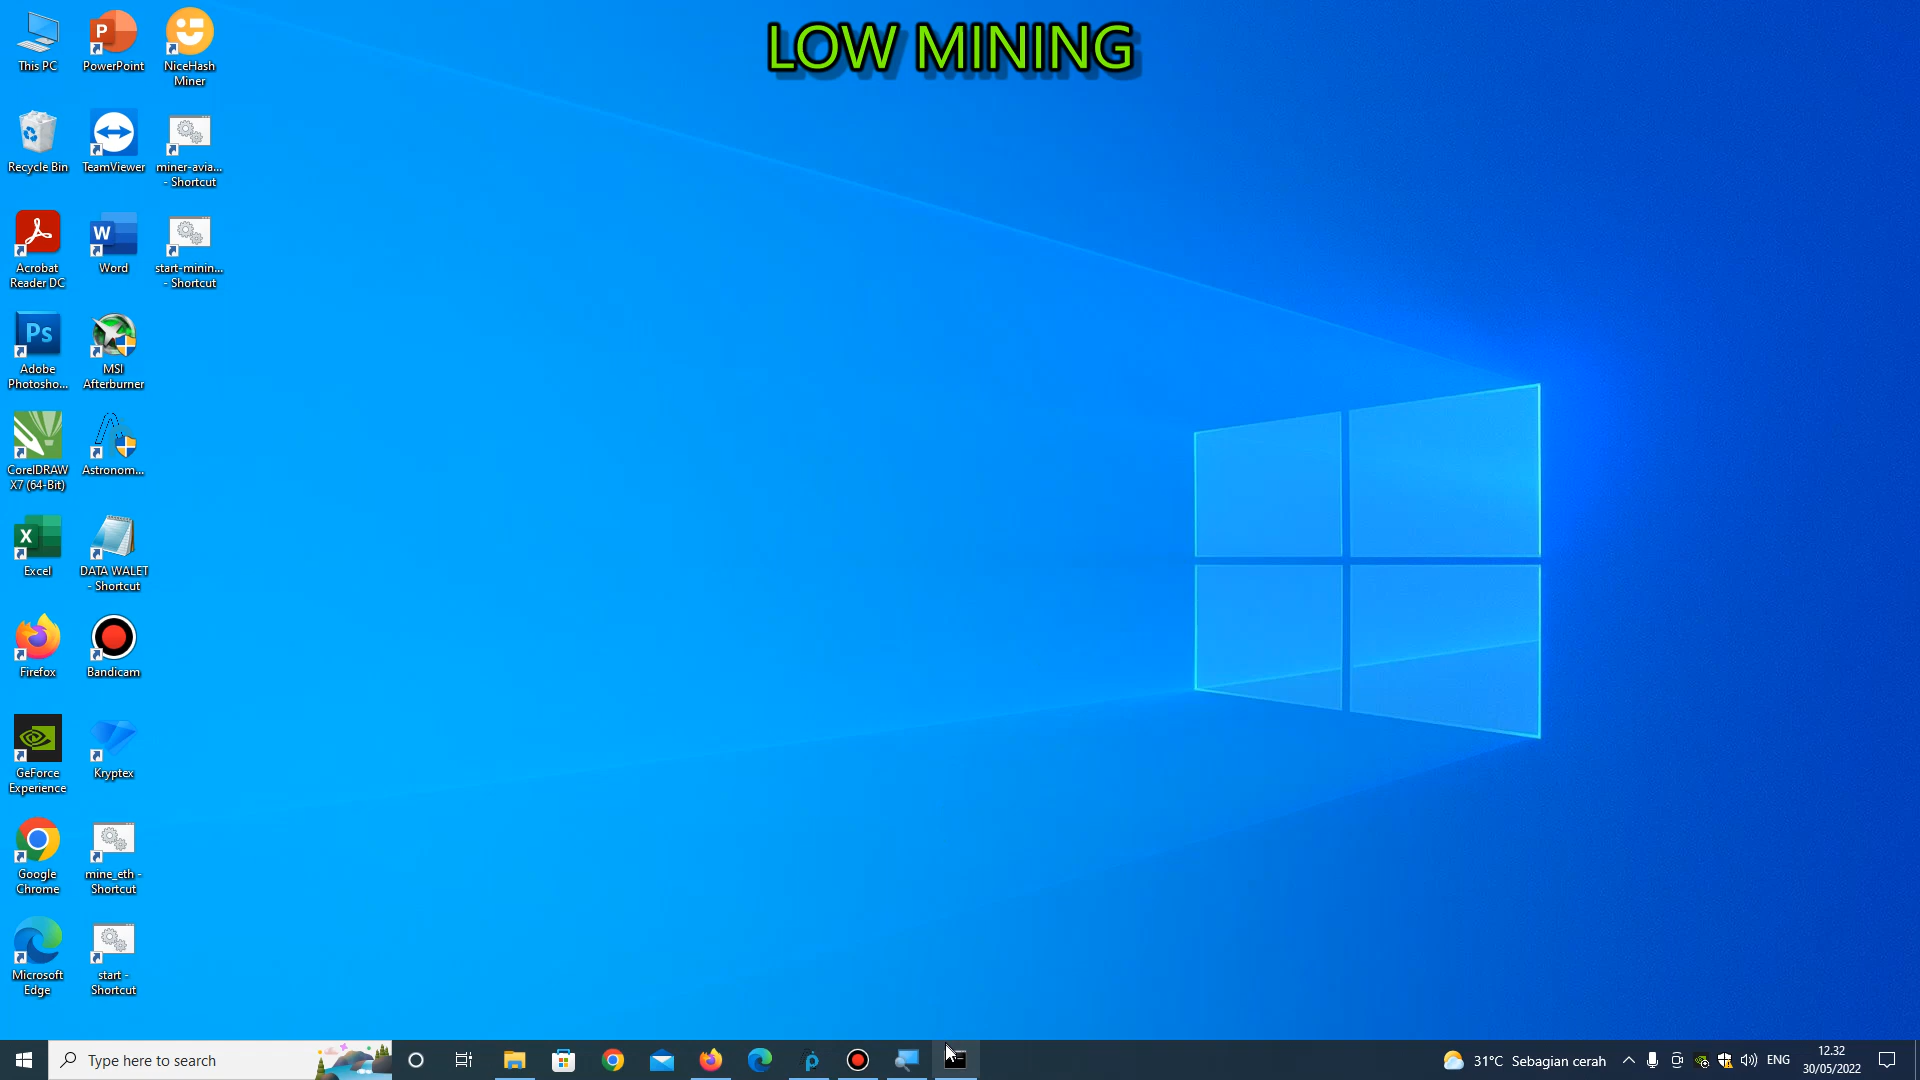 LOW MINING
This PC
PowerPoint
NiceHash
Miner
Recycle Bin
TeamViewer
miner-avia...
- Shortcut
Acrobat
Reader DC
Word
start-minin...
- Shortcut
Ps
Adobe
Photosho...
MSI
Afterburner
CorelDRAW
X7 (64-Bit)
Astronom...
Excel
DATA WALET
- Shortcut
Firefox
Bandicam
GeForce
Experience
Kryptex
Google
Chrome
mine_eth -
Shortcut
Microsoft
Edge
start -
Shortcut
Type here to search
31°C Sebagian cerah
ENG
12.32
30/05/2022